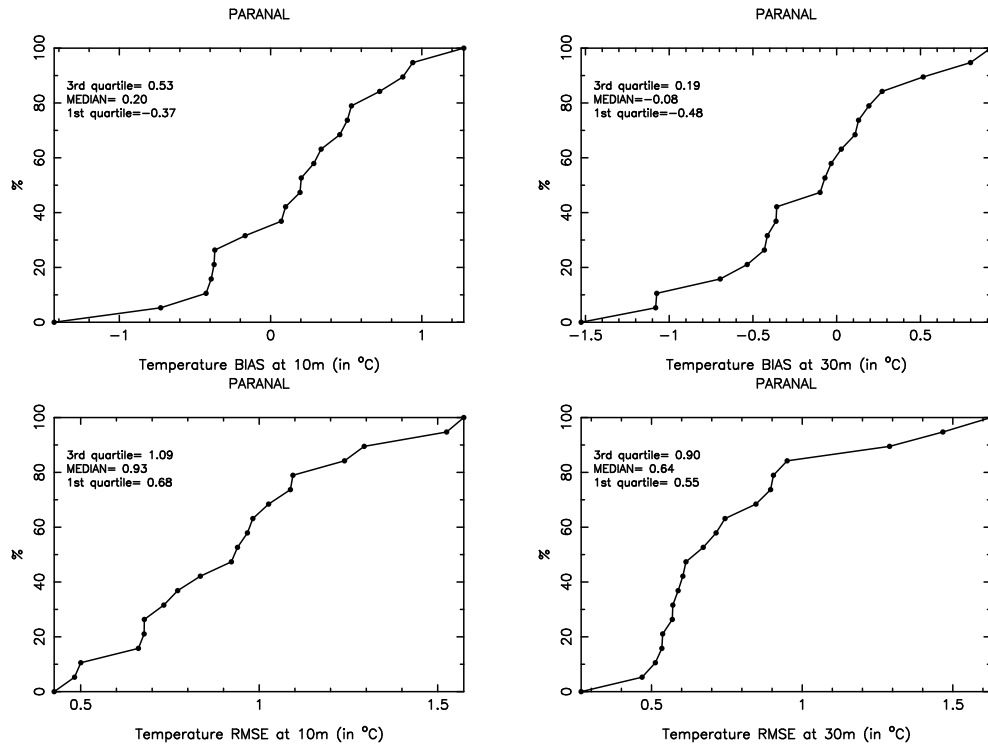 PARANAL
100
80
60
40
20
0
%
3rd quartile= 0.53
MEDIAN= 0.20
1st quartile=−0.37
−1
0
1
Temperature BIAS at 10m (in °C)
PARANAL
100
80
60
40
20
0
%
3rd quartile= 0.19
MEDIAN=−0.08
1st quartile=−0.48
−1.5
−1
−0.5
0
0.5
Temperature BIAS at 30m (in °C)
PARANAL
100
80
60
40
20
0
%
3rd quartile= 1.09
MEDIAN= 0.93
1st quartile= 0.68
0.5
1
1.5
Temperature RMSE at 10m (in °C)
PARANAL
100
80
60
40
20
0
%
3rd quartile= 0.90
MEDIAN= 0.64
1st quartile= 0.55
0.5
1
1.5
Temperature RMSE at 30m (in °C)